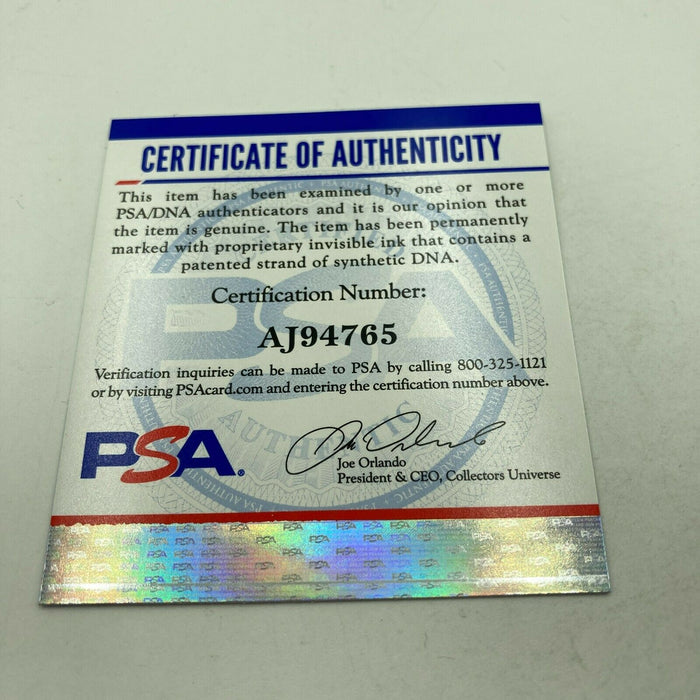 CERTIFICATE OF AUTHENTICITY
This item has been examined by one or more
PSA/DNA authenticators and it is our opinion that
the item is genuine. The item has been permanently
marked with proprietary invisible ink that contains a
patented strand of synthetic DNA.
Certification Number:
AJ94765
Verification inquiries can be made to PSA by calling 800-325-1121
or by visiting PSAcard.com and entering the certification number above.
PSA
AUTHENTIC
PSA®
Joe Orlando
President & CEO, Collectors Universe
PSA